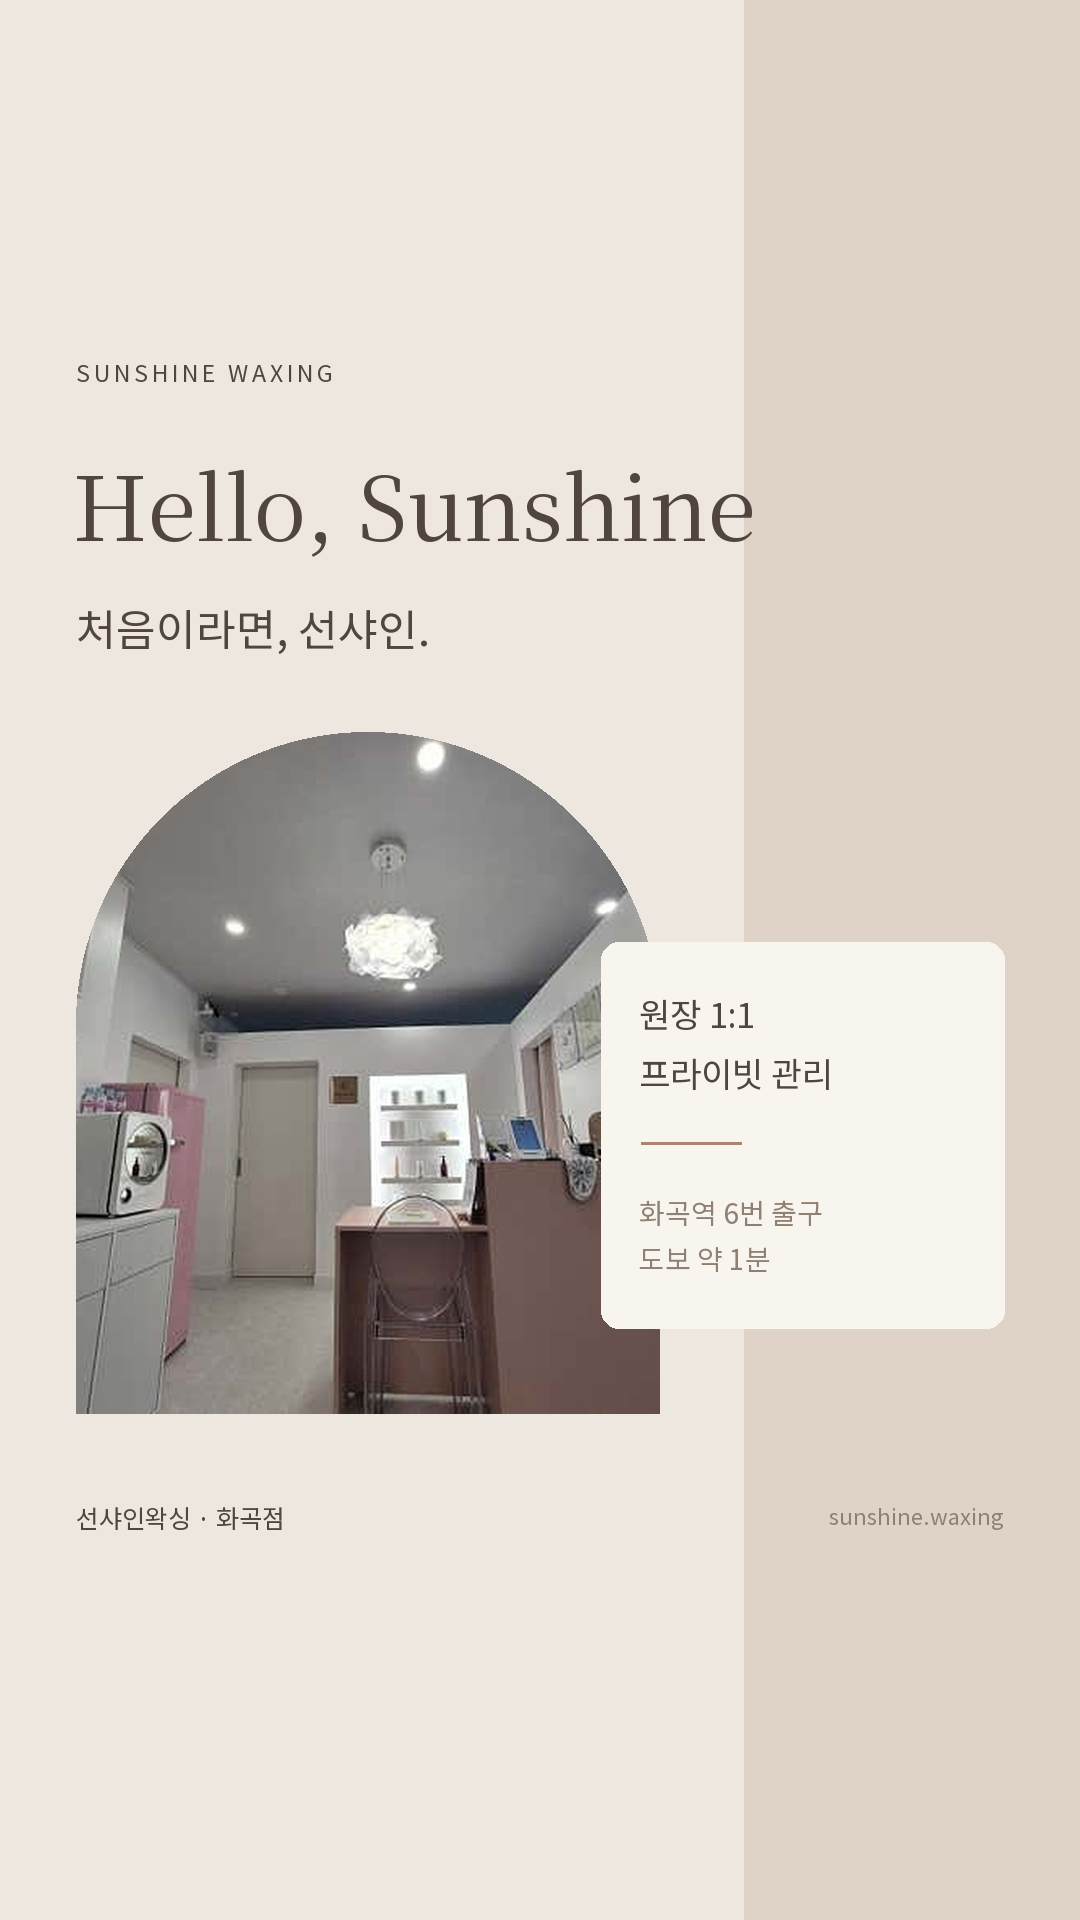 SUNSHINE WAXING
Hello, Sunshine
처음이라면, 선샤인.
원장 1:1
프라이빗 관리
화곡역 6번 출구
도보 약 1분
선샤인왁싱 · 화곡점
sunshine.waxing